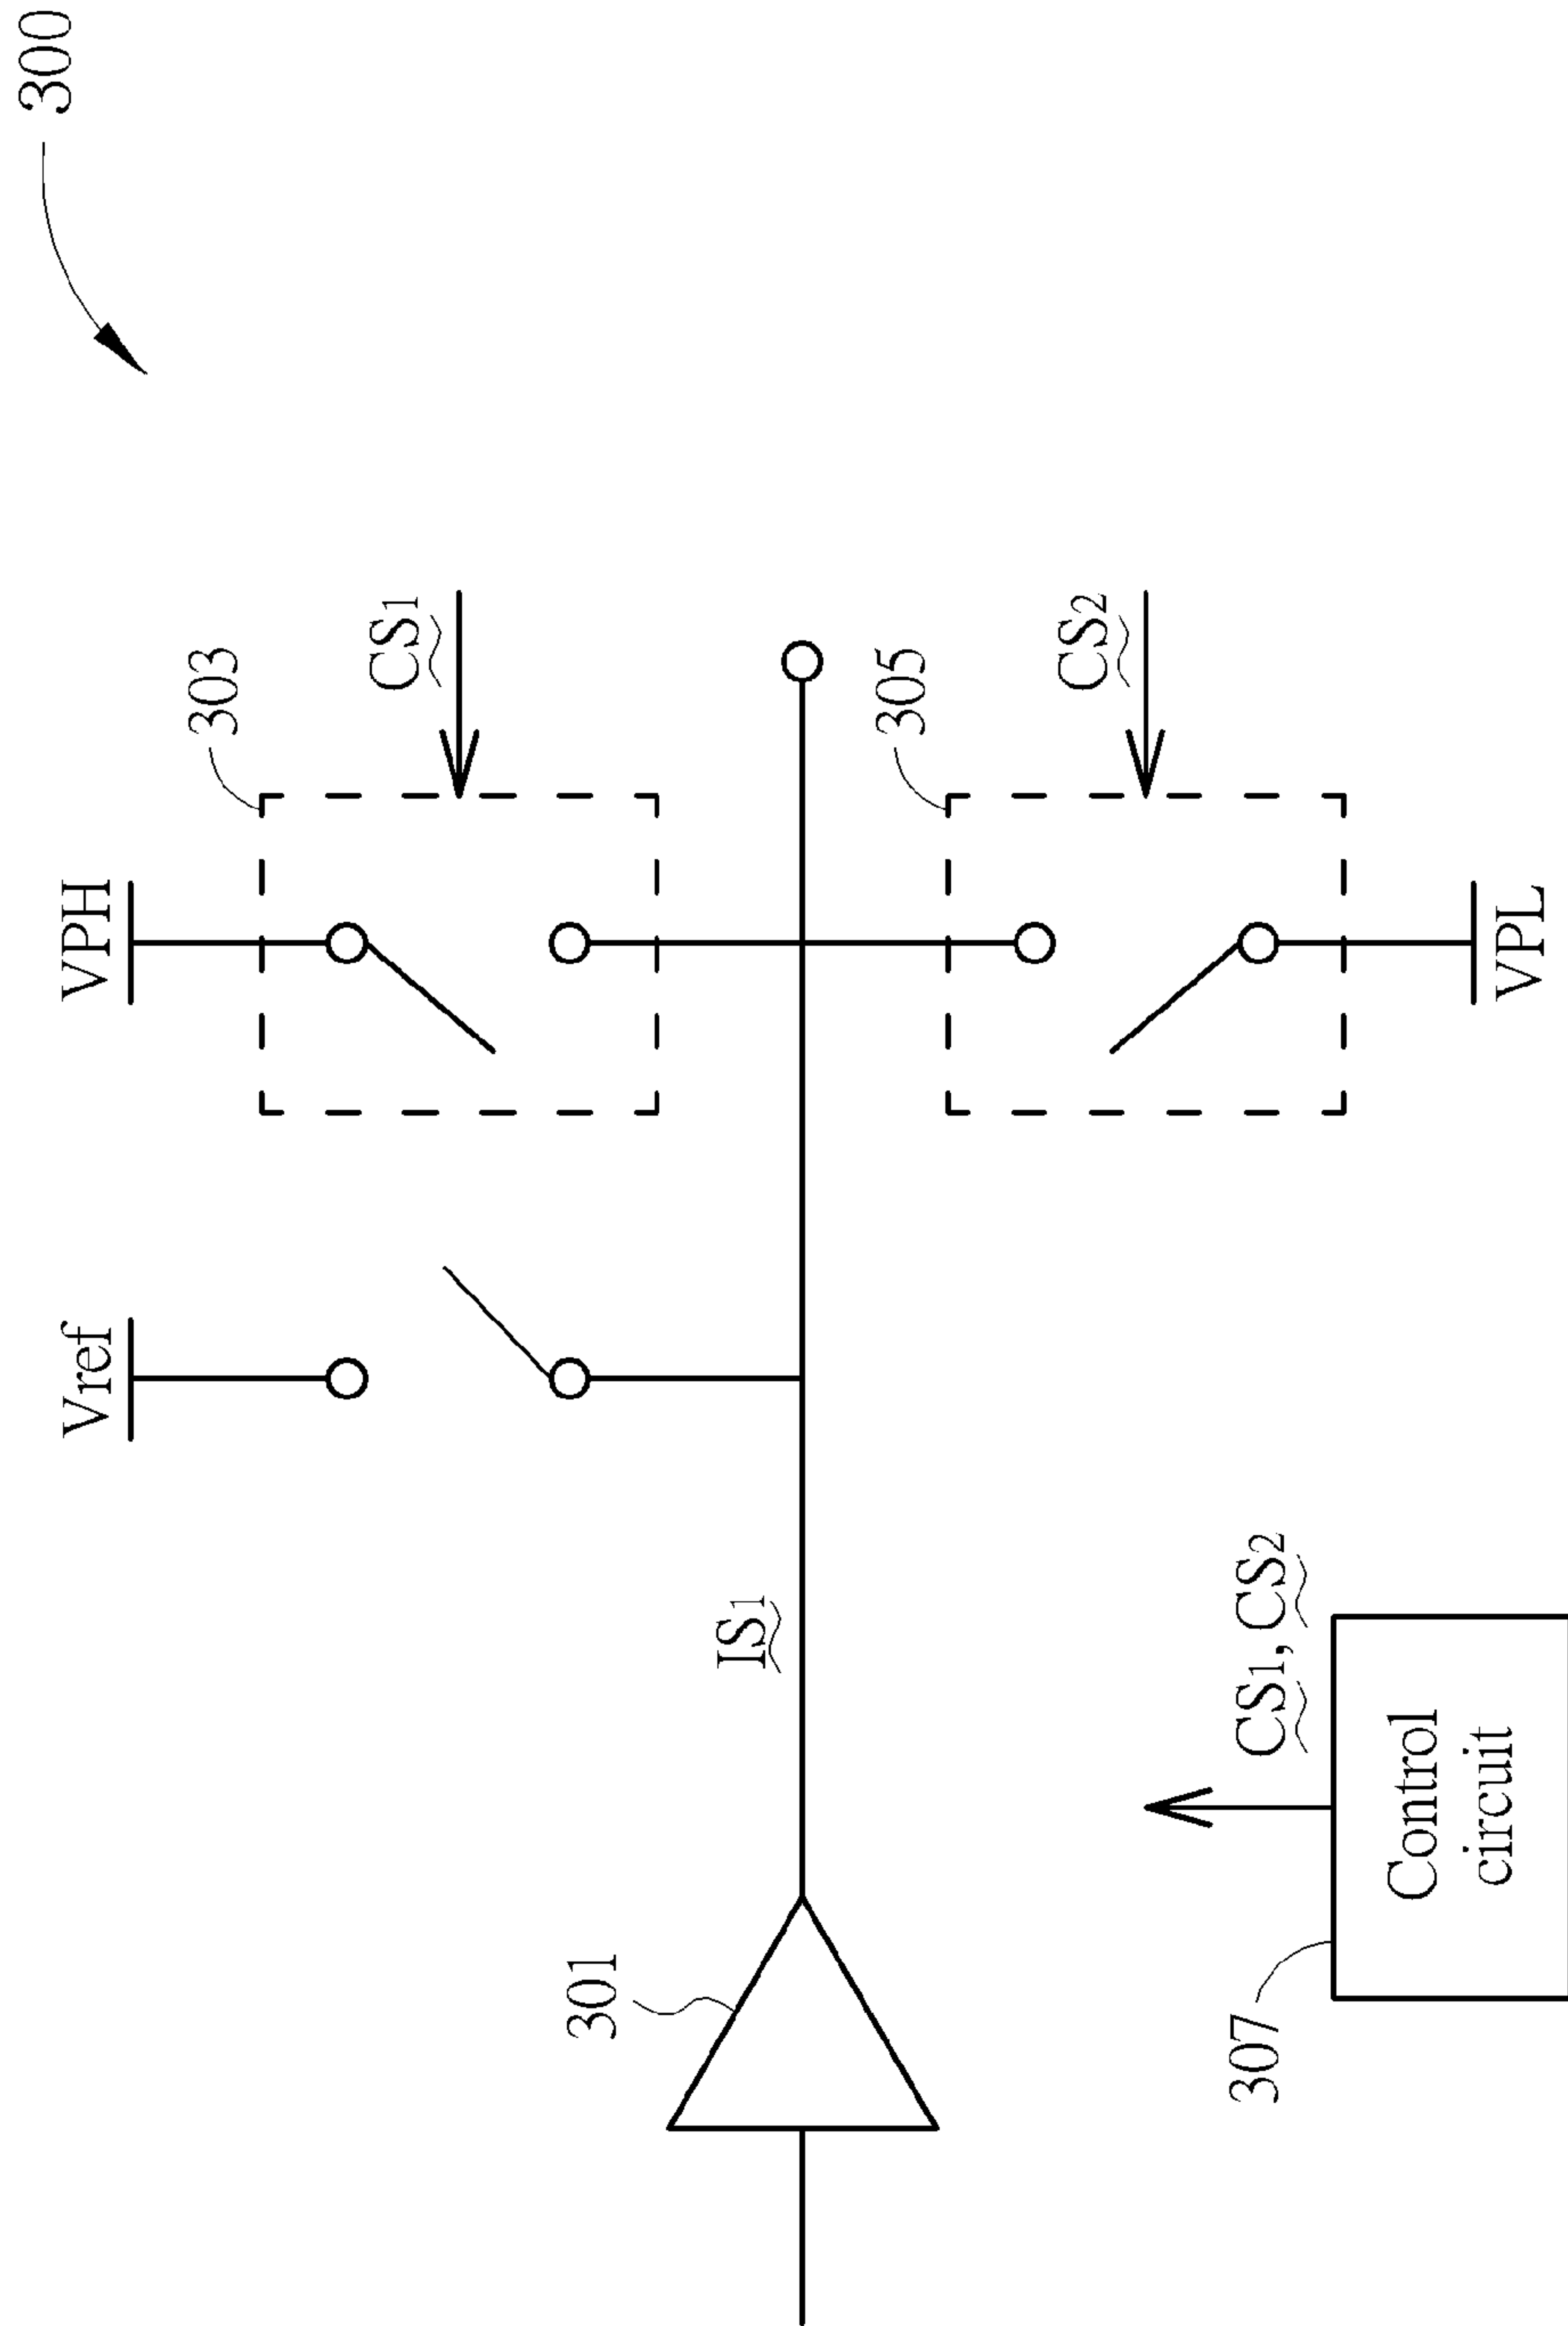 300
Vref
VPH
303
CS1
301
IS1
305
CS2
307
CS1, CS2
Control
circuit
VPL